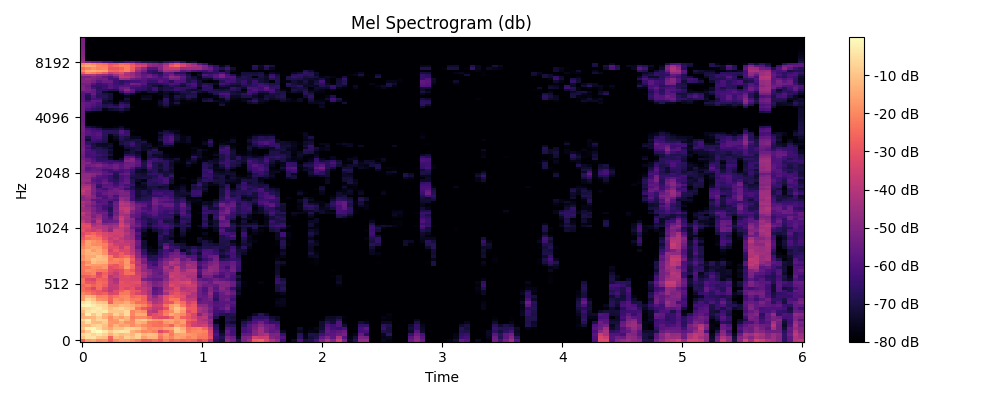 Mel Spectrogram (db)
8192
4096
2048
1024
512
0
Hz
0 1 2 3 4 5 6
Time
-10 dB
-20 dB
-30 dB
-40 dB
-50 dB
-60 dB
-70 dB
-80 dB